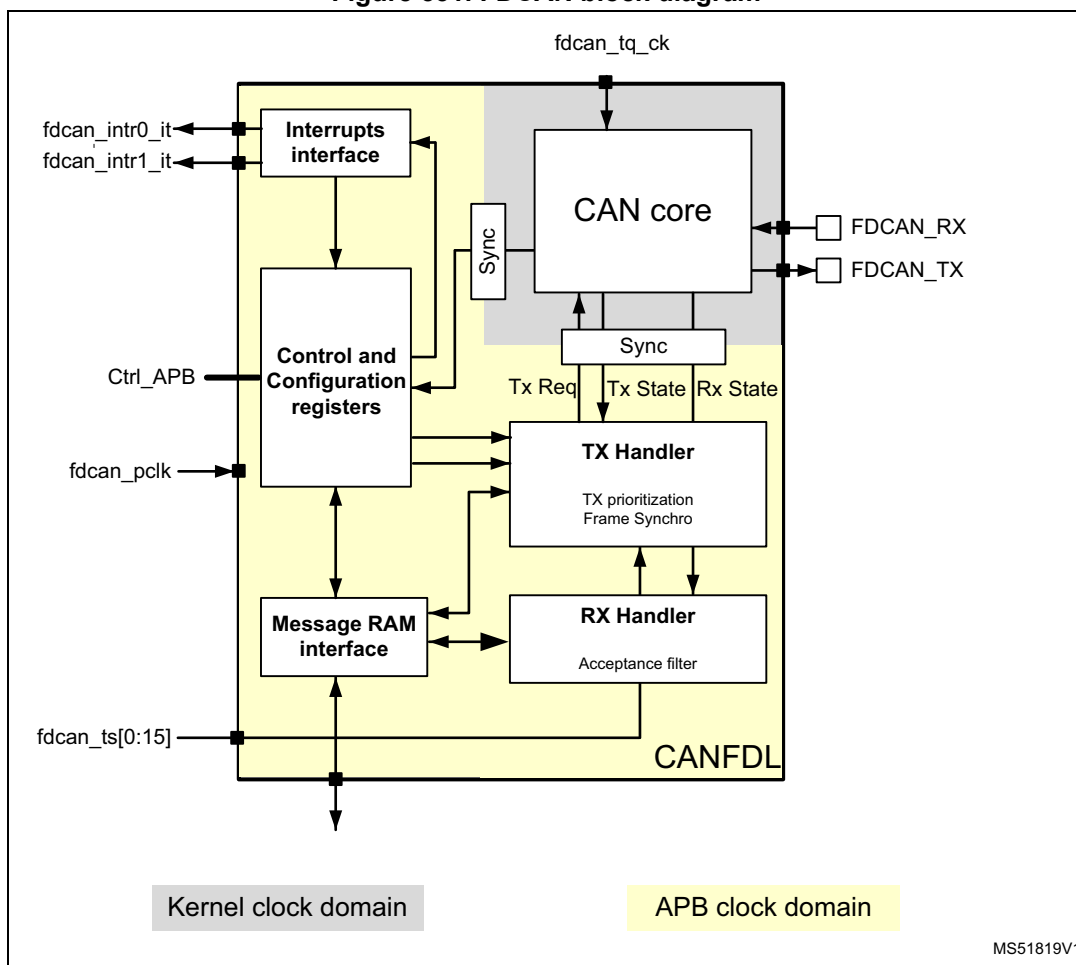 fdcan_tq_ck
fdcan_intr0_it
fdcan_intr1_it
Interrupts
interface
CAN core
Sync
FDCAN_RX
FDCAN_TX
Sync
Ctrl_APB
Control and
Configuration
registers
Tx Req
Tx State
Rx State
fdcan_pclk
TX Handler
TX prioritization
Frame Synchro
Message RAM
interface
RX Handler
Acceptance filter
fdcan_ts[0:15]
CANFDL
Kernel clock domain
APB clock domain
MS51819V1